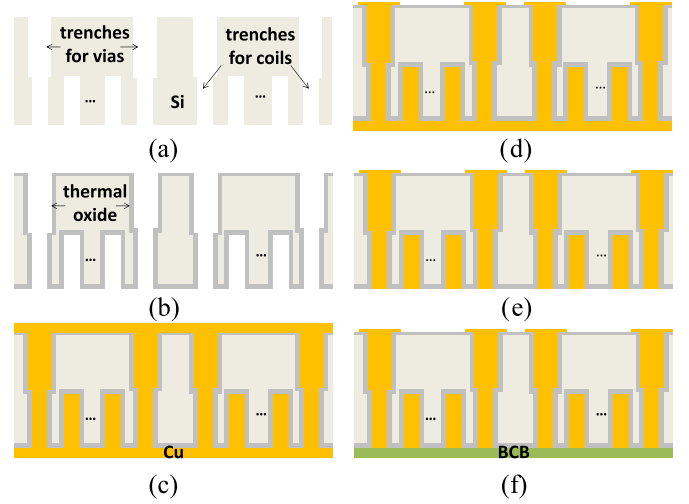 trenches
for vias
trenches
for coils
...
Si
...
(a)
thermal
oxide
...
...
(b)
...
...
Cu
(c)
...
...
(d)
...
...
(e)
...
...
BCB
(f)